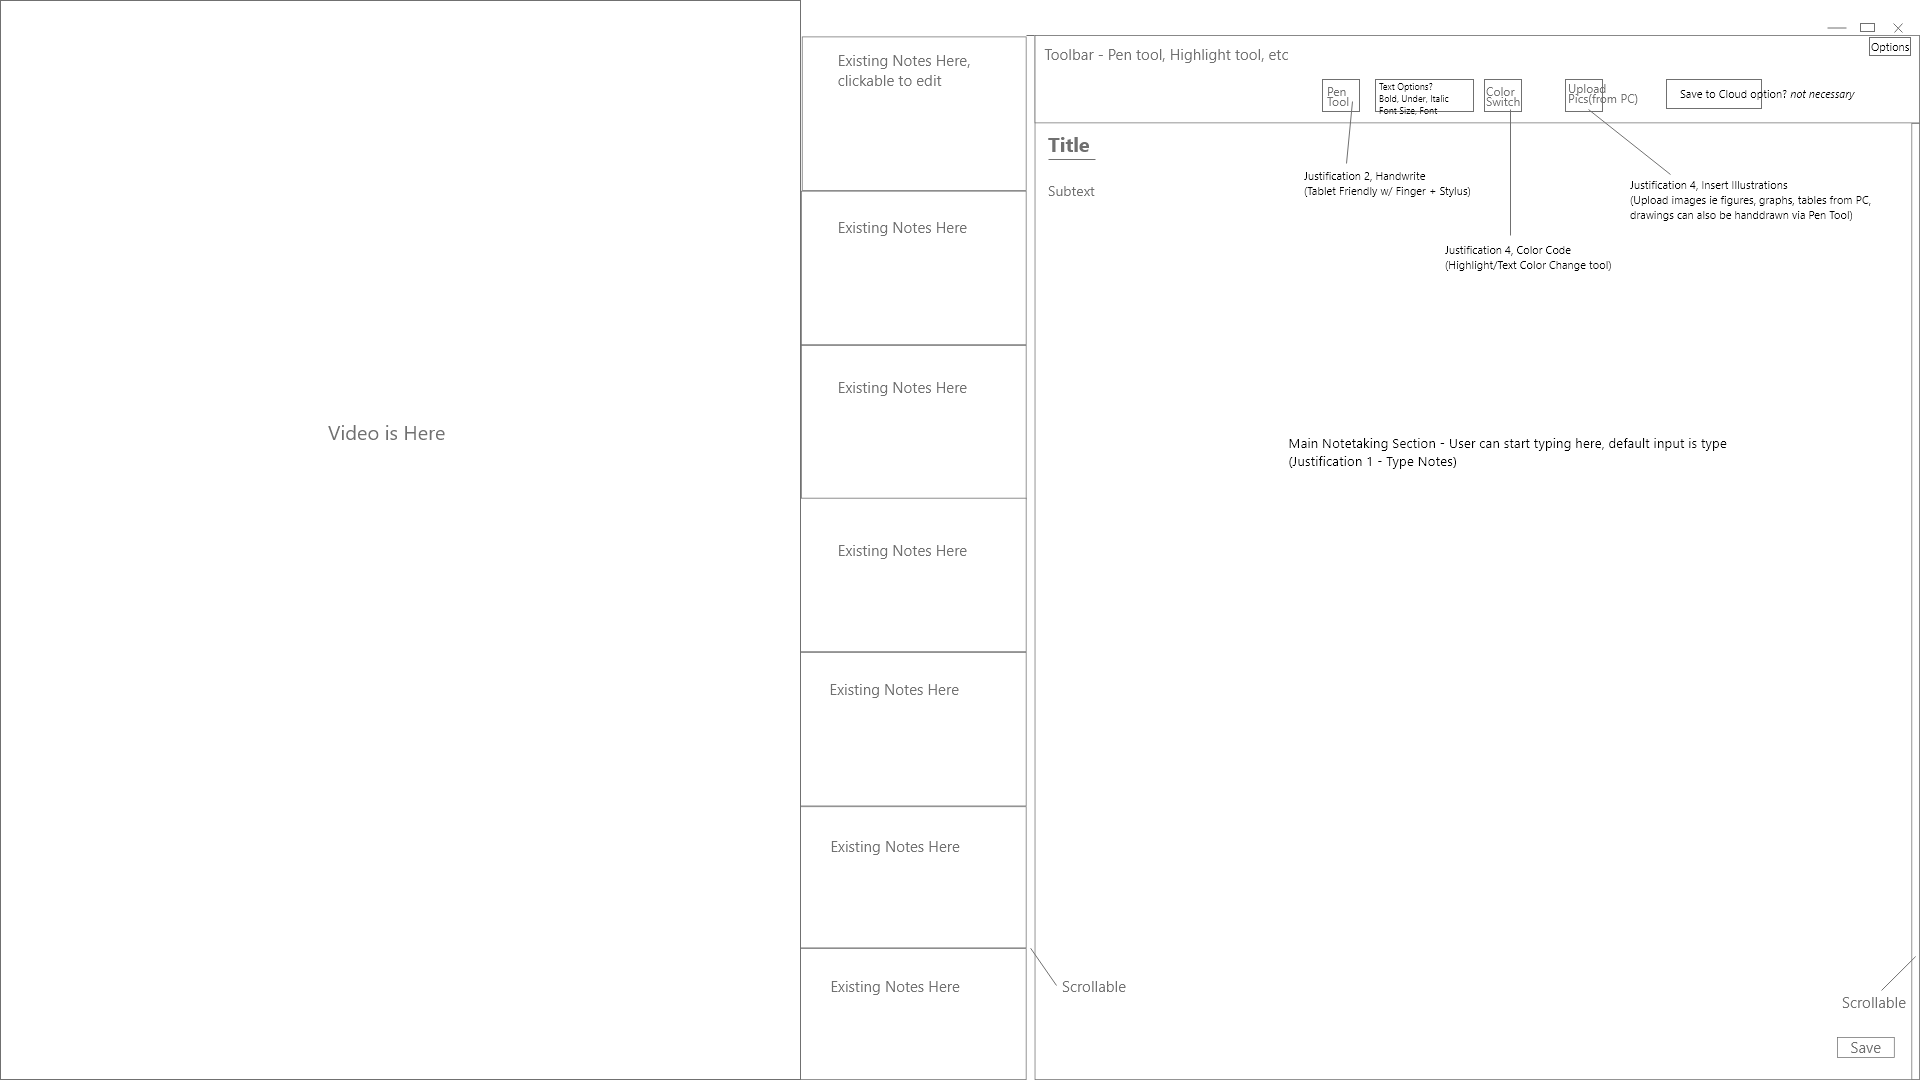 Video is Here
Existing Notes Here,
clickable to edit
Existing Notes Here
Existing Notes Here
Existing Notes Here
Existing Notes Here
Existing Notes Here
Existing Notes Here
Scrollable
Options
Toolbar - Pen tool, Highlight tool, etc
Pen
Tool
Text Options?
Bold, Under, Italic
Font Size, Font
Color
Switch
Upload
Pics(from PC)
Save to Cloud option? not necessary
Title
Subtext
Justification 2, Handwrite
(Tablet Friendly w/ Finger + Stylus)
Justification 4, Insert Illustrations
(Upload images ie figures, graphs, tables from PC,
drawings can also be handdrawn via Pen Tool)
Justification 4, Color Code
(Highlight/Text Color Change tool)
Main Notetaking Section - User can start typing here, default input is type
(Justification 1 - Type Notes)
Scrollable
Save